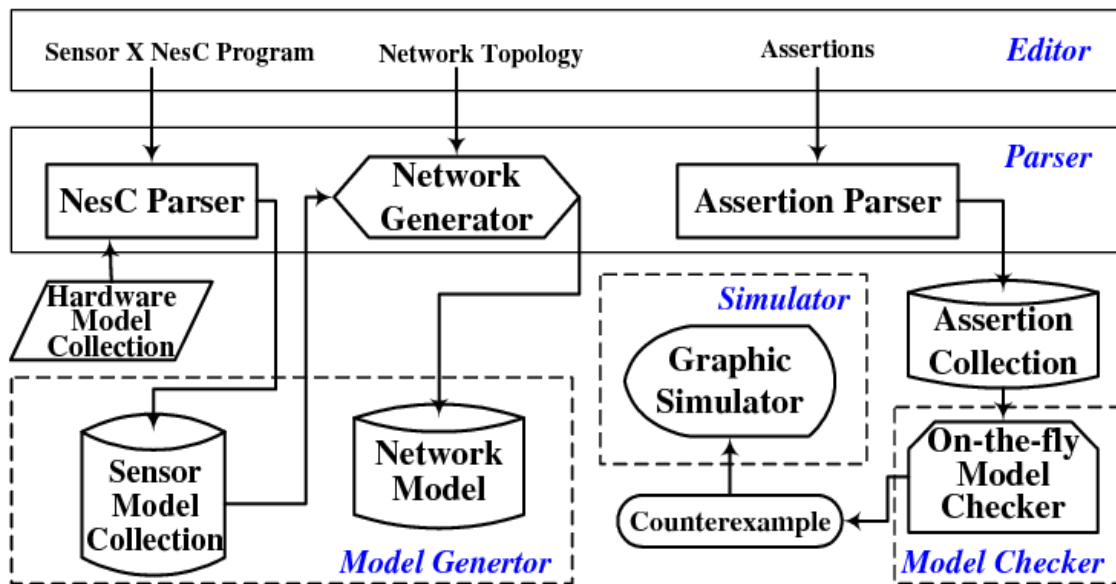 Sensor X NesC Program
Network Topology
Assertions
Editor
Parser
NesC Parser
Network
Generator
Assertion Parser
Hardware
Model
Collection
Simulator
Graphic
Simulator
Assertion
Collection
Sensor
Model
Collection
Network
Model
Model Genertor
Counterexample
On-the-fly
Model
Checker
Model Checker